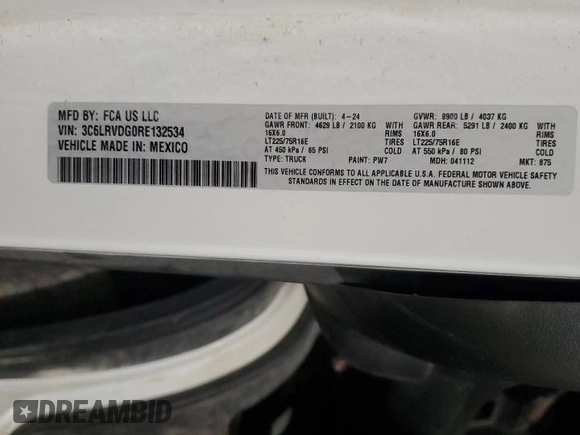 MFD BY: FCA US LLC
VIN: 3C6LRVDG0RE132534
VEHICLE MADE IN: MEXICO
DATE OF MFR (BUILT): 4-24
GVWR: 8900 LB / 4037 KG
GAWR FRONT: 4629 LB / 2100 KG WITH
GAWR REAR: 5291 LB / 2400 KG WITH
16X6.0 RIMS
16X6.0 RIMS
LT225/75R16E TIRES
LT225/75R16E TIRES
AT 450 kPa / 65 PSI COLD
AT 550 kPa / 80 PSI COLD
TYPE: TRUCK PAINT: PW7 MDH: 041112 MKT: 875
THIS VEHICLE CONFORMS TO ALL APPLICABLE U.S.A. FEDERAL MOTOR VEHICLE SAFETY
STANDARDS IN EFFECT ON THE DATE OF MANUFACTURE SHOWN ABOVE.
DREAMBID